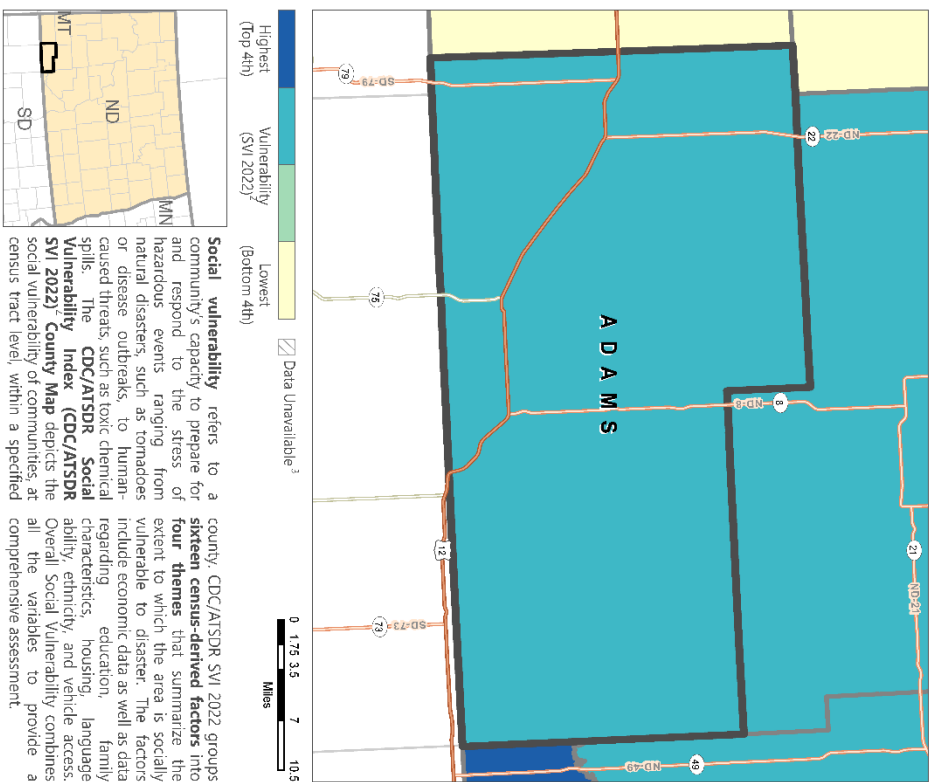 79
SD-79
22
ND-22
75
ADAMS
8
ND-8
21
ND-21
12
73
SD-73
49
ND-49
Highest
(Top 4th)
Vulnerability
(SVI 2022)2
Lowest
(Bottom 4th)
Data Unavailable 3
0 1.75 3.5 7 10.5
Miles
MT
ND
SD
MN
Social vulnerability refers to a
community's capacity to prepare for
and respond to the stress of
hazardous events ranging from
natural disasters, such as tornadoes
or disease outbreaks, to human-
caused threats, such as toxic chemical
spills. The CDC/ATSDR Social
Vulnerability Index (CDC/ATSDR
SVI 2022)4 County Map depicts the
social vulnerability of communities, at
census tract level, within a specified
county. CDC/ATSDR SVI 2022 groups
sixteen census-derived factors into
four themes that summarize the
extent to which the area is socially
vulnerable to disaster. The factors
include economic data as well as data
regarding education, family
characteristics, housing, language
ability, ethnicity, and vehicle access.
Overall Social Vulnerability combines
all the variables to provide a
comprehensive assessment.